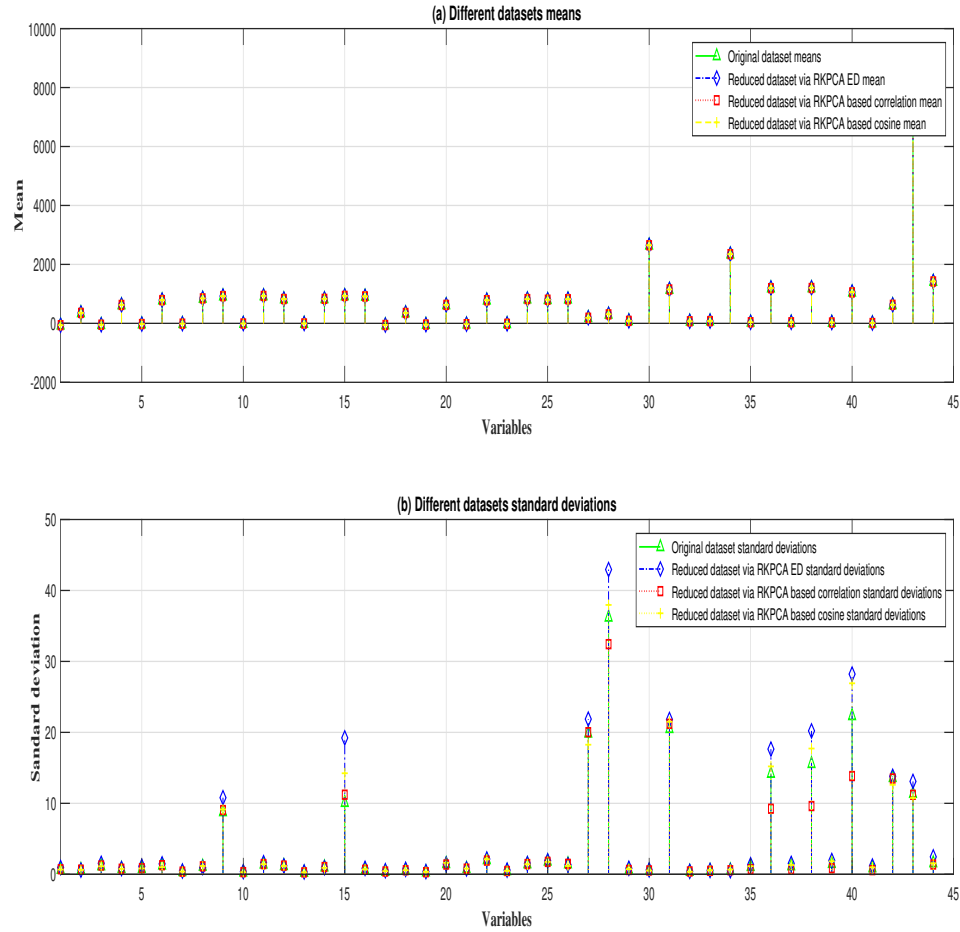 (a) Different datasets means
10000
8000
6000
4000
2000
0
-2000
Mean
Original dataset means
Reduced dataset via RKPCA ED mean
Reduced dataset via RKPCA based correlation mean
Reduced dataset via RKPCA based cosine mean
5 10 15 20 25 30 35 40 45
Variables
(b) Different datasets standard deviations
50
40
30
20
10
0
Sandard deviation
Original dataset standard deviations
Reduced dataset via RKPCA ED standard deviations
Reduced dataset via RKPCA based correlation standard deviations
Reduced dataset via RKPCA based cosine standard deviations
5 10 15 20 25 30 35 40 45
Variables